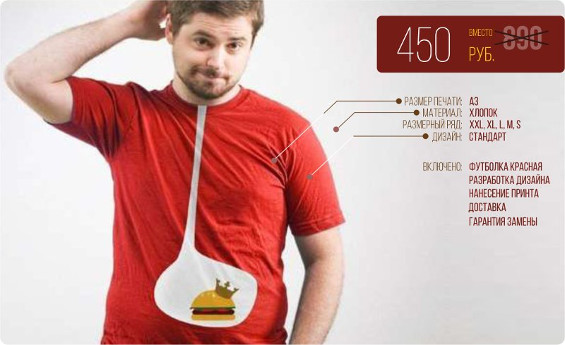 450
ВМЕСТО 890
РУБ.
РАЗМЕР ПЕЧАТИ: А3
МАТЕРИАЛ: ХЛОПОК
РАЗМЕРНЫЙ РЯД: XXL, XL, L, M, S
ДИЗАЙН: СТАНДАРТ
ВКЛЮЧЕНО: ФУТБОЛКА КРАСНАЯ
РАЗРАБОТКА ДИЗАЙНА
НАНЕСЕНИЕ ПРИНТА
ДОСТАВКА
ГАРАНТИЯ ЗАМЕНЫ